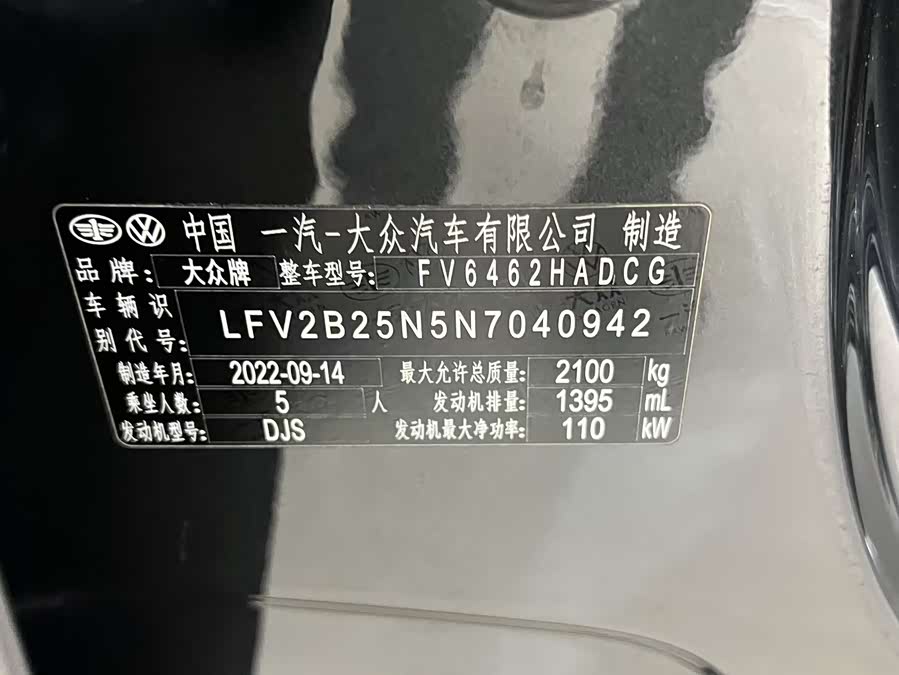 中国 一汽-大众汽车有限公司 制造
品牌: 大众牌 整车型号: FV6462HADCG
车辆识别代号: LFV2B25N5N7040942
制造年月: 2022-09-14 最大允许总质量: 2100 kg
乘坐人数: 5 人 发动机排量: 1395 mL
发动机型号: DJS 发动机最大净功率: 110 kW